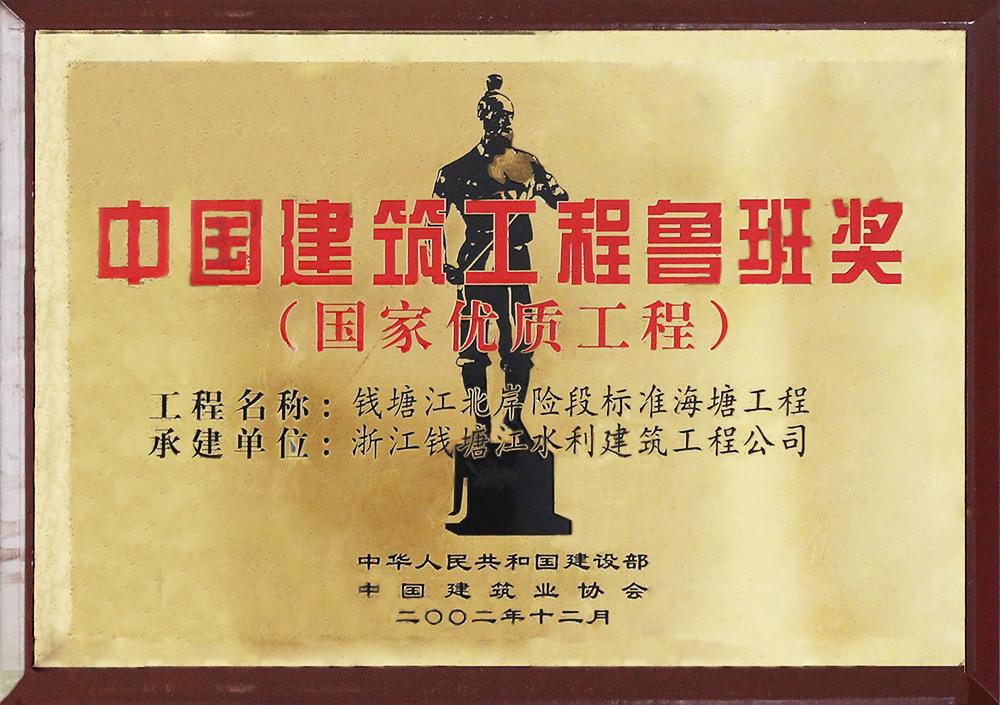 中国建筑工程鲁班奖
（国家优质工程）
工程名称：钱塘江北岸险段标准海塘工程
承建单位：浙江钱塘江水利建筑工程公司
中华人民共和国建设部
中国建筑业协会
二〇〇二年十二月